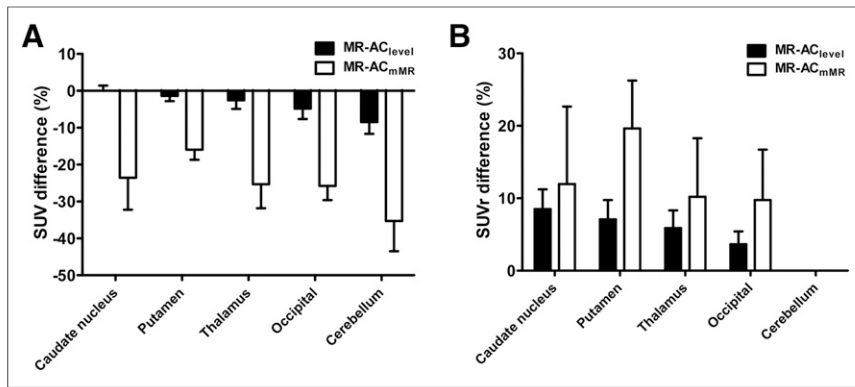 A
MR-AClevel
MR-ACmMR
SUV difference (%)
10
0
-10
-20
-30
-40
-50
Caudate nucleus
Putamen
Thalamus
Occipital
Cerebellum
B
MR-AClevel
MR-ACmMR
SUVr difference (%)
30
20
10
0
Caudate nucleus
Putamen
Thalamus
Occipital
Cerebellum